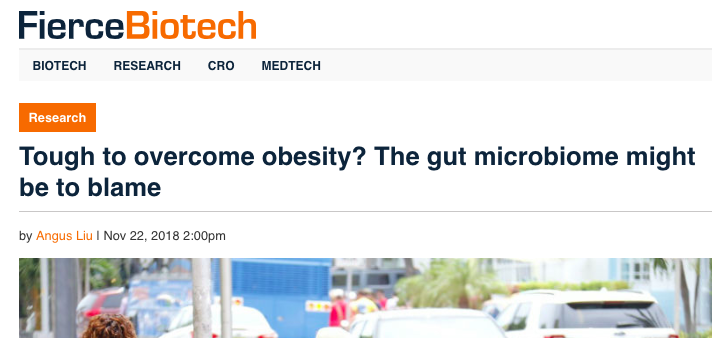 FierceBiotech
BIOTECH RESEARCH CRO MEDTECH
Research
Tough to overcome obesity? The gut microbiome might
be to blame
by Angus Liu | Nov 22, 2018 2:00pm